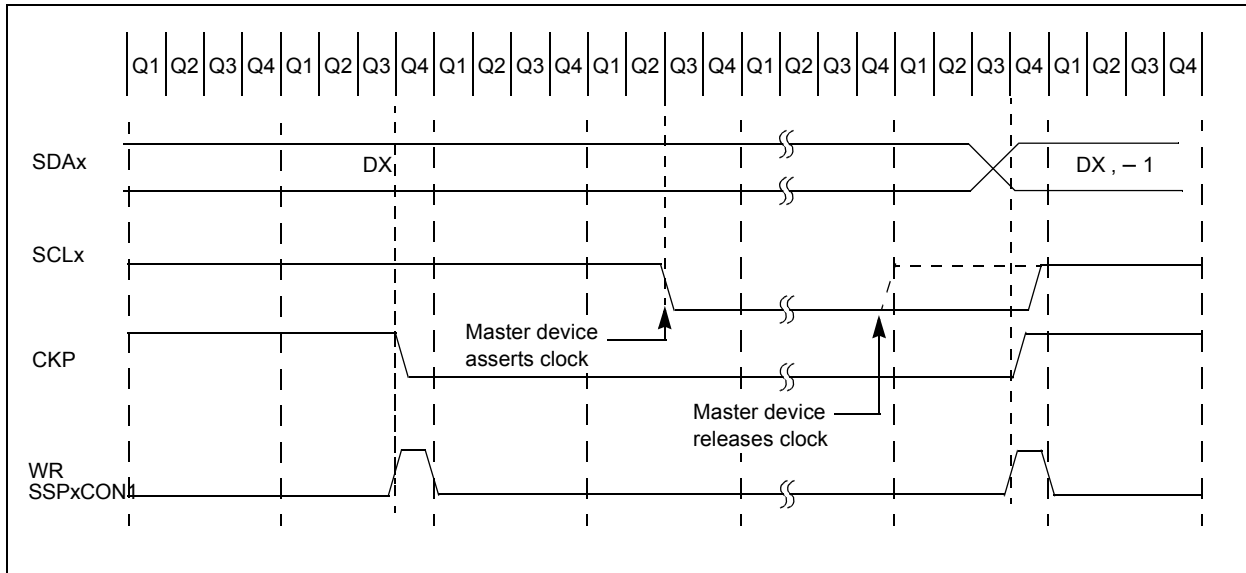 Q1 Q2 Q3 Q4 Q1 Q2 Q3 Q4 Q1 Q2 Q3 Q4 Q1 Q2 Q3 Q4 Q1 Q2 Q3 Q4 Q1 Q2 Q3 Q4 Q1 Q2 Q3 Q4
SDAx
DX
DX , – 1
SCLx
Master device
asserts clock
CKP
Master device
releases clock
WR
SSPxCON1